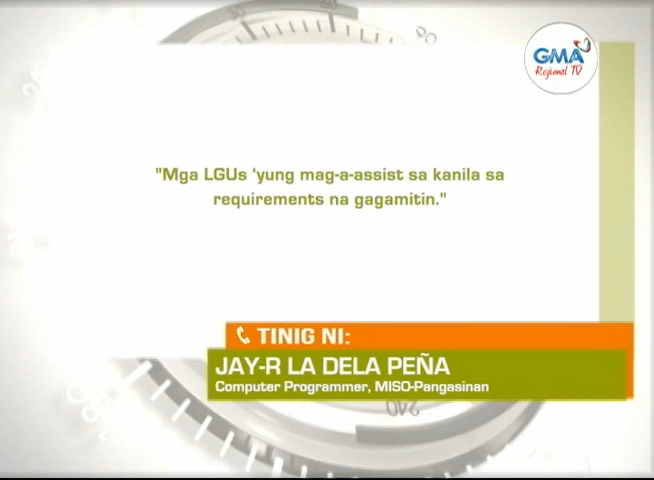 GMA
Regional TV
"Mga LGUs 'yung mag-a-assist sa kanila sa
requirements na gagamitin."
TINIG NI:
JAY-R LA DELA PEÑA
Computer Programmer, MISO-Pangasinan
240